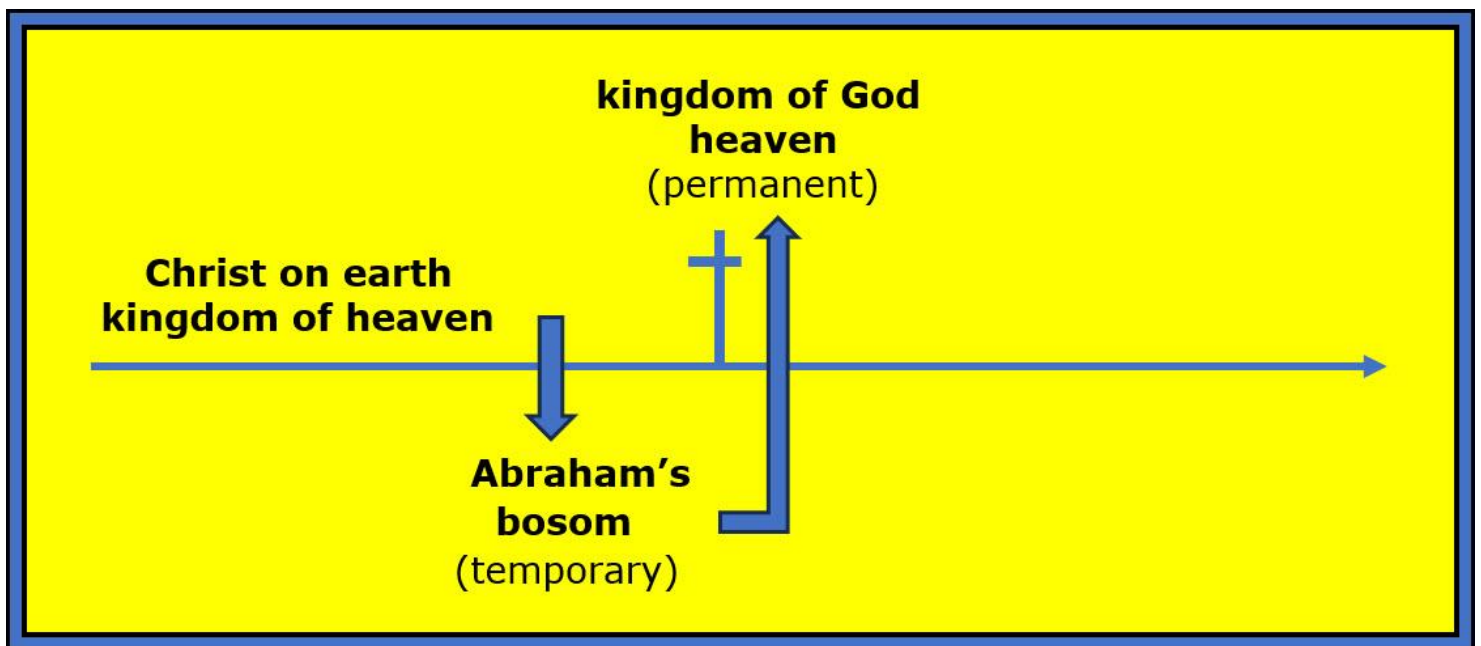 kingdom of God
heaven
(permanent)
Christ on earth
kingdom of heaven
Abraham’s
bosom
(temporary)